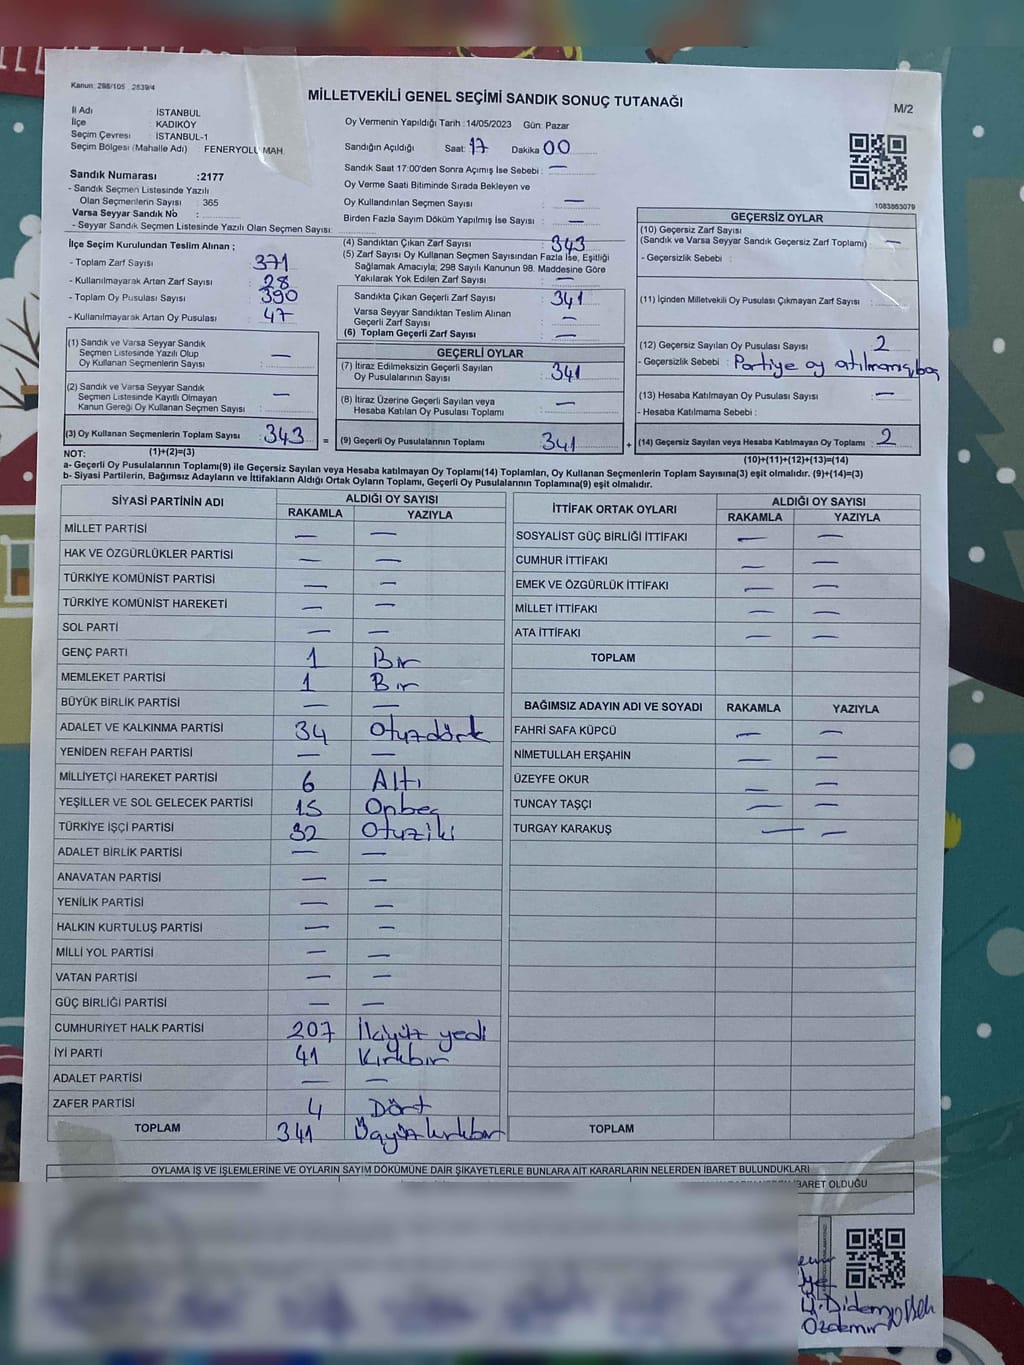 Kanun: 298/105 , 2839/4
MİLLETVEKİLİ GENEL SEÇİMİ SANDIK SONUÇ TUTANAĞI
M/2
İl Adı : İSTANBUL
İlçe : KADIKÖY
Seçim Çevresi : İSTANBUL-1
Seçim Bölgesi (Mahalle Adı) : FENERYOLU MAH.
Oy Vermenin Yapıldığı Tarih :14/05/2023 Gün: Pazar
Sandığın Açıldığı Saat: 17 Dakika 00
Sandık Saat 17:00'den Sonra Açımış İse Sebebi : —
Oy Verme Saati Bitiminde Sırada Bekleyen ve
Oy Kullandırılan Seçmen Sayısı : —
Birden Fazla Sayım Döküm Yapılmış İse Sayısı : —
1083863079
Sandık Numarası :2177
- Sandık Seçmen Listesinde Yazılı
Olan Seçmenlerin Sayısı : 365
Varsa Seyyar Sandık No :
- Seyyar Sandık Seçmen Listesinde Yazılı Olan Seçmen Sayısı:
İlçe Seçim Kurulundan Teslim Alınan ;
- Toplam Zarf Sayısı : 371
- Kullanılmayarak Artan Zarf Sayısı : 28
- Toplam Oy Pusulası Sayısı : 390
- Kullanılmayarak Artan Oy Pusulası : 47
(4) Sandıktan Çıkan Zarf Sayısı : 343
(5) Zarf Sayısı Oy Kullanan Seçmen Sayısından Fazla İse, Eşitliği
Sağlamak Amacıyla; 298 Sayılı Kanunun 98. Maddesine Göre
Yakılarak Yok Edilen Zarf Sayısı : —
Sandıkta Çıkan Geçerli Zarf Sayısı : 341
Varsa Seyyar Sandıktan Teslim Alınan
Geçerli Zarf Sayısı : —
(6) Toplam Geçerli Zarf Sayısı : —
GEÇERSİZ OYLAR
(10) Geçersiz Zarf Sayısı
(Sandık ve Varsa Seyyar Sandık Geçersiz Zarf Toplamı) : —
- Geçersizlik Sebebi :
(11) İçinden Milletvekili Oy Pusulası Çıkmayan Zarf Sayısı :
(12) Geçersiz Sayılan Oy Pusulası Sayısı : 2
- Geçersizlik Sebebi : Partiye oy atılmamış,boş
(13) Hesaba Katılmayan Oy Pusulası Sayısı : —
- Hesaba Katılmama Sebebi :
(1) Sandık ve Varsa Seyyar Sandık
Seçmen Listesinde Yazılı Olup
Oy Kullanan Seçmenlerin Sayısı : —
(2) Sandık ve Varsa Seyyar Sandık
Seçmen Listesinde Kayıtlı Olmayan
Kanun Gereği Oy Kullanan Seçmen Sayısı : —
GEÇERLİ OYLAR
(7) İtiraz Edilmeksizin Geçerli Sayılan
Oy Pusulalarının Sayısı : 341
(8) İtiraz Üzerine Geçerli Sayılan veya
Hesaba Katılan Oy Pusulası Toplamı : —
(3) Oy Kullanan Seçmenlerin Toplam Sayısı : 343 = (9) Geçerli Oy Pusulalarının Toplamı : 341 + (14) Geçersiz Sayılan veya Hesaba Katılmayan Oy Toplamı : 2
NOT: (1)+(2)=(3) (10)+(11)+(12)+(13)=(14)
a- Geçerli Oy Pusulalarının Toplamı(9) ile Geçersiz Sayılan veya Hesaba katılmayan Oy Toplamı(14) Toplamları, Oy Kullanan Seçmenlerin Toplam Sayısına(3) eşit olmalıdır. (9)+(14)=(3)
b- Siyasi Partilerin, Bağımsız Adayların ve İttifakların Aldığı Ortak Oyların Toplamı, Geçerli Oy Pusulalarının Toplamına(9) eşit olmalıdır.
SİYASİ PARTİNİN ADI ALDIĞI OY SAYISI
RAKAMLA YAZIYLA
MİLLET PARTİSİ — —
HAK VE ÖZGÜRLÜKLER PARTİSİ — —
TÜRKİYE KOMÜNİST PARTİSİ — —
TÜRKİYE KOMÜNİST HAREKETİ — —
SOL PARTİ — —
GENÇ PARTİ 1 Bir
MEMLEKET PARTİSİ 1 Bir
BÜYÜK BİRLİK PARTİSİ — —
ADALET VE KALKINMA PARTİSİ 34 Otuzdört
YENİDEN REFAH PARTİSİ — —
MİLLİYETÇİ HAREKET PARTİSİ 6 Altı
YEŞİLLER VE SOL GELECEK PARTİSİ 15 Onbeş
TÜRKİYE İŞÇİ PARTİSİ 32 Otuziki
ADALET BİRLİK PARTİSİ — —
ANAVATAN PARTİSİ — —
YENİLİK PARTİSİ — —
HALKIN KURTULUŞ PARTİSİ — —
MİLLİ YOL PARTİSİ — —
VATAN PARTİSİ — —
GÜÇ BİRLİĞİ PARTİSİ — —
CUMHURİYET HALK PARTİSİ 207 İkiyüz yedi
İYİ PARTİ 41 Kırkbir
ADALET PARTİSİ — —
ZAFER PARTİSİ 4 Dört
TOPLAM 341 Üçyüz kırkbir
İTTİFAK ORTAK OYLARI ALDIĞI OY SAYISI
RAKAMLA YAZIYLA
SOSYALİST GÜÇ BİRLİĞİ İTTİFAKI — —
CUMHUR İTTİFAKI — —
EMEK VE ÖZGÜRLÜK İTTİFAKI — —
MİLLET İTTİFAKI — —
ATA İTTİFAKI — —
TOPLAM
BAĞIMSIZ ADAYIN ADI VE SOYADI RAKAMLA YAZIYLA
FAHRİ SAFA KÜPCÜ — —
NİMETULLAH ERŞAHİN — —
ÜZEYFE OKUR — —
TUNCAY TAŞÇI — —
TURGAY KARAKUŞ — —
TOPLAM
OYLAMA İŞ VE İŞLEMLERİNE VE OYLARIN SAYIM DÖKÜMÜNE DAİR ŞİKAYETLERLE BUNLARA AİT KARARLARIN NELERDEN İBARET BULUNDUKLARI
BARET OLDUĞU
Didem
Özdemir